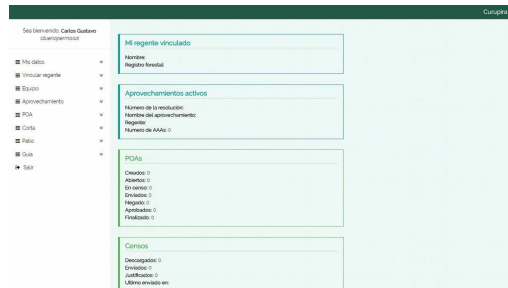 Curupira
Sea bienvenido, Carlos Gustavo
Mis datos
Vincular regente
Equipo
Aprovechamiento
POA
Corta
Patio
Guia
Salir
Mi regente vinculado
Nombre:
Registro forestal:
Aprovechamientos activos
Número de la resolución:
Nombre del aprovechamiento:
Regente:
Numero de AAAs: 0
POAs
Creados: 0
Abiertos: 0
En censo: 0
Enviados: 0
Negado: 0
Aprobados: 0
Finalizado: 0
Censos
Descargados: 0
Enviados: 0
Justificados: 0
Ultimo enviado en: